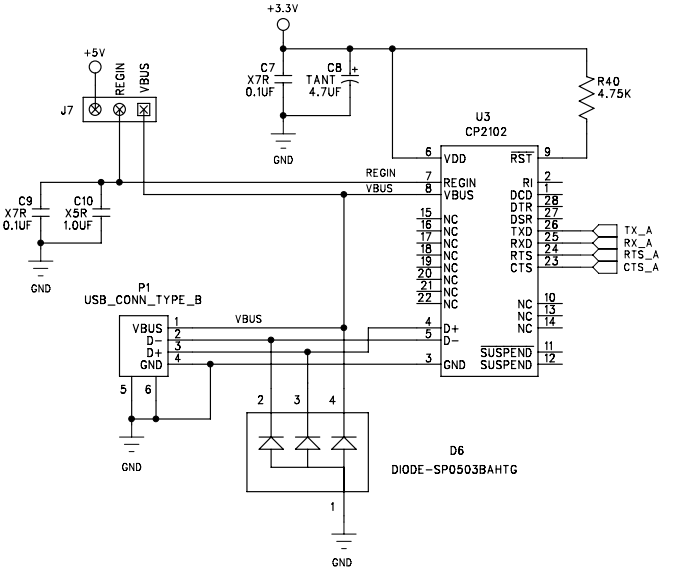 +3.3V
+5V
REGIN
VBUS
J7
C7
X7R
0.1UF
C8
+
TANT
4.7UF
R40
4.75K
GND
U3
CP2102
6 VDD
RST 9
REGIN 7 REGIN
VBUS 8 VBUS
RI 2
DCD 1
DTR 28
DSR 27
15 NC
16 NC
17 NC
18 NC
19 NC
20 NC
21 NC
22 NC
TXD 26 TX_A
RXD 25 RX_A
RTS 24 RTS_A
CTS 23 CTS_A
C9
X7R
0.1UF
C10
X5R
1.0UF
GND
NC 10
NC 13
NC 14
4 D+
5 D-
3 GND
SUSPEND 11
SUSPEND 12
P1
USB_CONN_TYPE_B
VBUS 1 VBUS
D- 2
D+ 3
GND 4
5 6
GND
2 3 4
D6
DIODE-SP0503BAHTG
1
GND